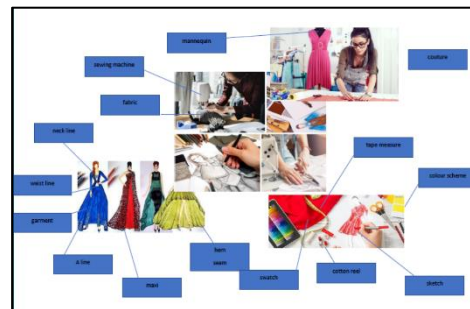 mannequin
couture
sewing machine
fabric
neck line
tape measure
waist line
colour scheme
garment
hem
seam
A line
maxi
swatch
cotton reel
sketch